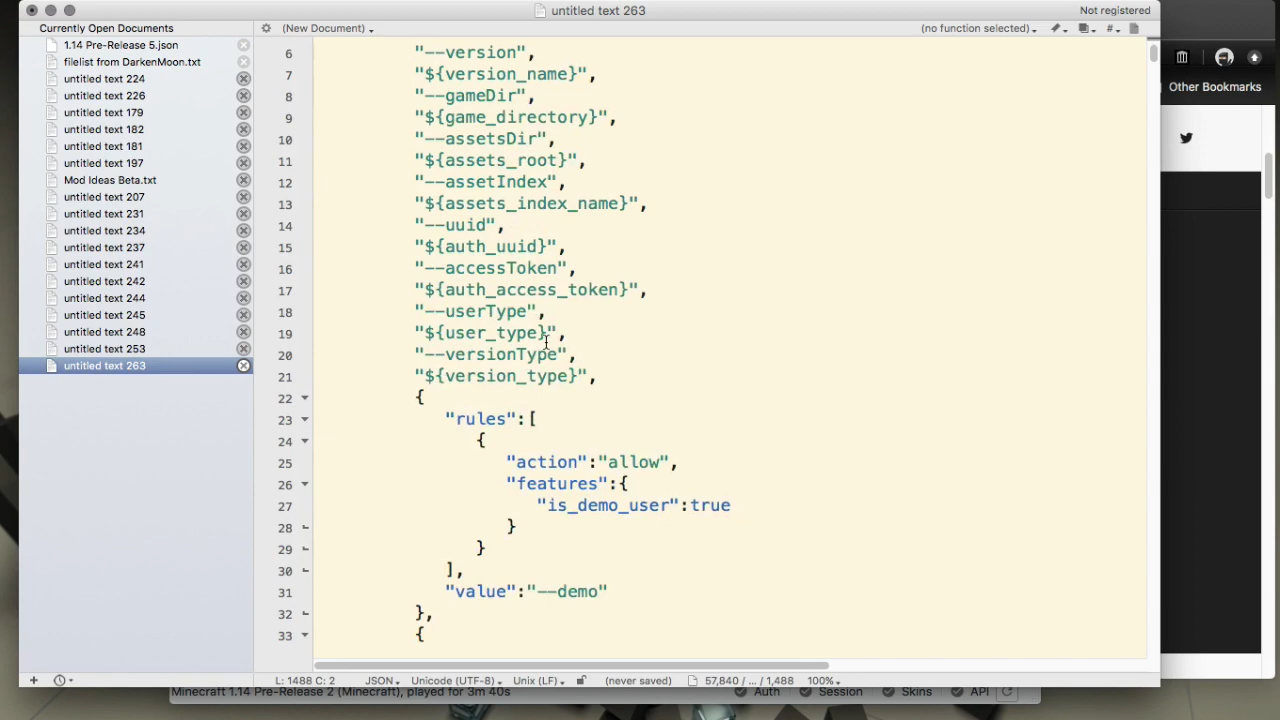 untitled text 263
Not registered
Currently Open Documents
(New Document)
(no function selected)
#
1.14 Pre-Release 5.json
filelist from DarkenMoon.txt
untitled text 224
untitled text 226
untitled text 179
untitled text 182
untitled text 181
untitled text 197
Mod Ideas Beta.txt
untitled text 207
untitled text 231
untitled text 234
untitled text 237
untitled text 241
untitled text 242
untitled text 244
untitled text 245
untitled text 248
untitled text 253
untitled text 263
6 "--version",
7 "${version_name}",
8 "--gameDir",
9 "${game_directory}",
10 "--assetsDir",
11 "${assets_root}",
12 "--assetIndex",
13 "${assets_index_name}",
14 "--uuid",
15 "${auth_uuid}",
16 "--accessToken",
17 "${auth_access_token}",
18 "--userType",
19 "${user_type}",
20 "--versionType",
21 "${version_type}",
22 {
23 "rules":[
24 {
25 "action":"allow",
26 "features":{
27 "is_demo_user":true
28 }
29 }
30 ],
31 "value":"--demo"
32 },
33 {
L: 1488 C: 2 JSON Unicode (UTF-8) Unix (LF) (never saved) 57,840 / ... / 1,488 100%
Other Bookmarks
Minecraft 1.14 Pre-Release 2 (Minecraft), played for 3m 40s
Auth Session Skins API